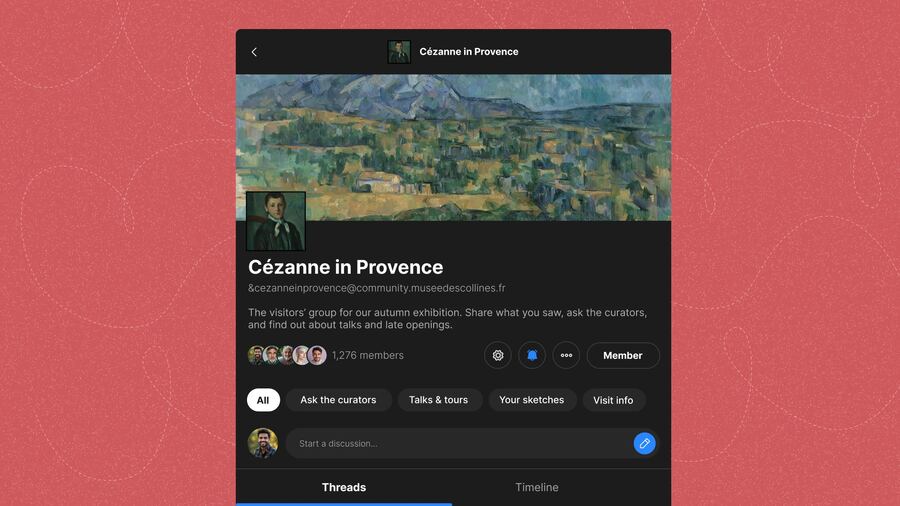 Cézanne in Provence
Cézanne in Provence
&cezanneinprovence@community.museedescollines.fr
The visitors’ group for our autumn exhibition. Share what you saw, ask the curators,
and find out about talks and late openings.
1,276 members
Member
All
Ask the curators
Talks & tours
Your sketches
Visit info
Start a discussion...
Threads
Timeline